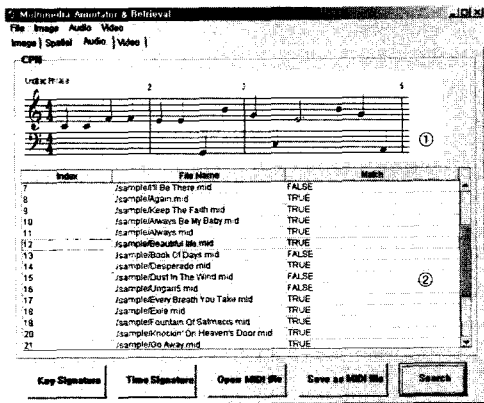 Multimedia Annotator & Retrieval
File Image Audio Video
Image Spatial Audio Video
CPN
2 3
①
Index File Name Match
7 /sample/I'll Be There.mid FALSE
8 /sample/Again.mid TRUE
9 /sample/Keep The Faith.mid TRUE
10 /sample/Always Be My Baby.mid TRUE
11 /sample/Always.mid TRUE
12 /sample/Beautiful life.mid TRUE
13 /sample/Book Of Days.mid FALSE
14 /sample/Desperado.mid TRUE
15 /sample/Dust In The Wind.mid FALSE
16 /sample/Ungari5.mid FALSE
17 /sample/Every Breath You Take.mid TRUE
18 /sample/Exile.mid TRUE
19 /sample/Fountain Of Salmacis.mid TRUE
20 /sample/Knockin' On Heaven's Door.mid TRUE
21 /sample/Go Away.mid TRUE
②
Key Signature Time Signature Open MIDI file Save as MIDI file Search